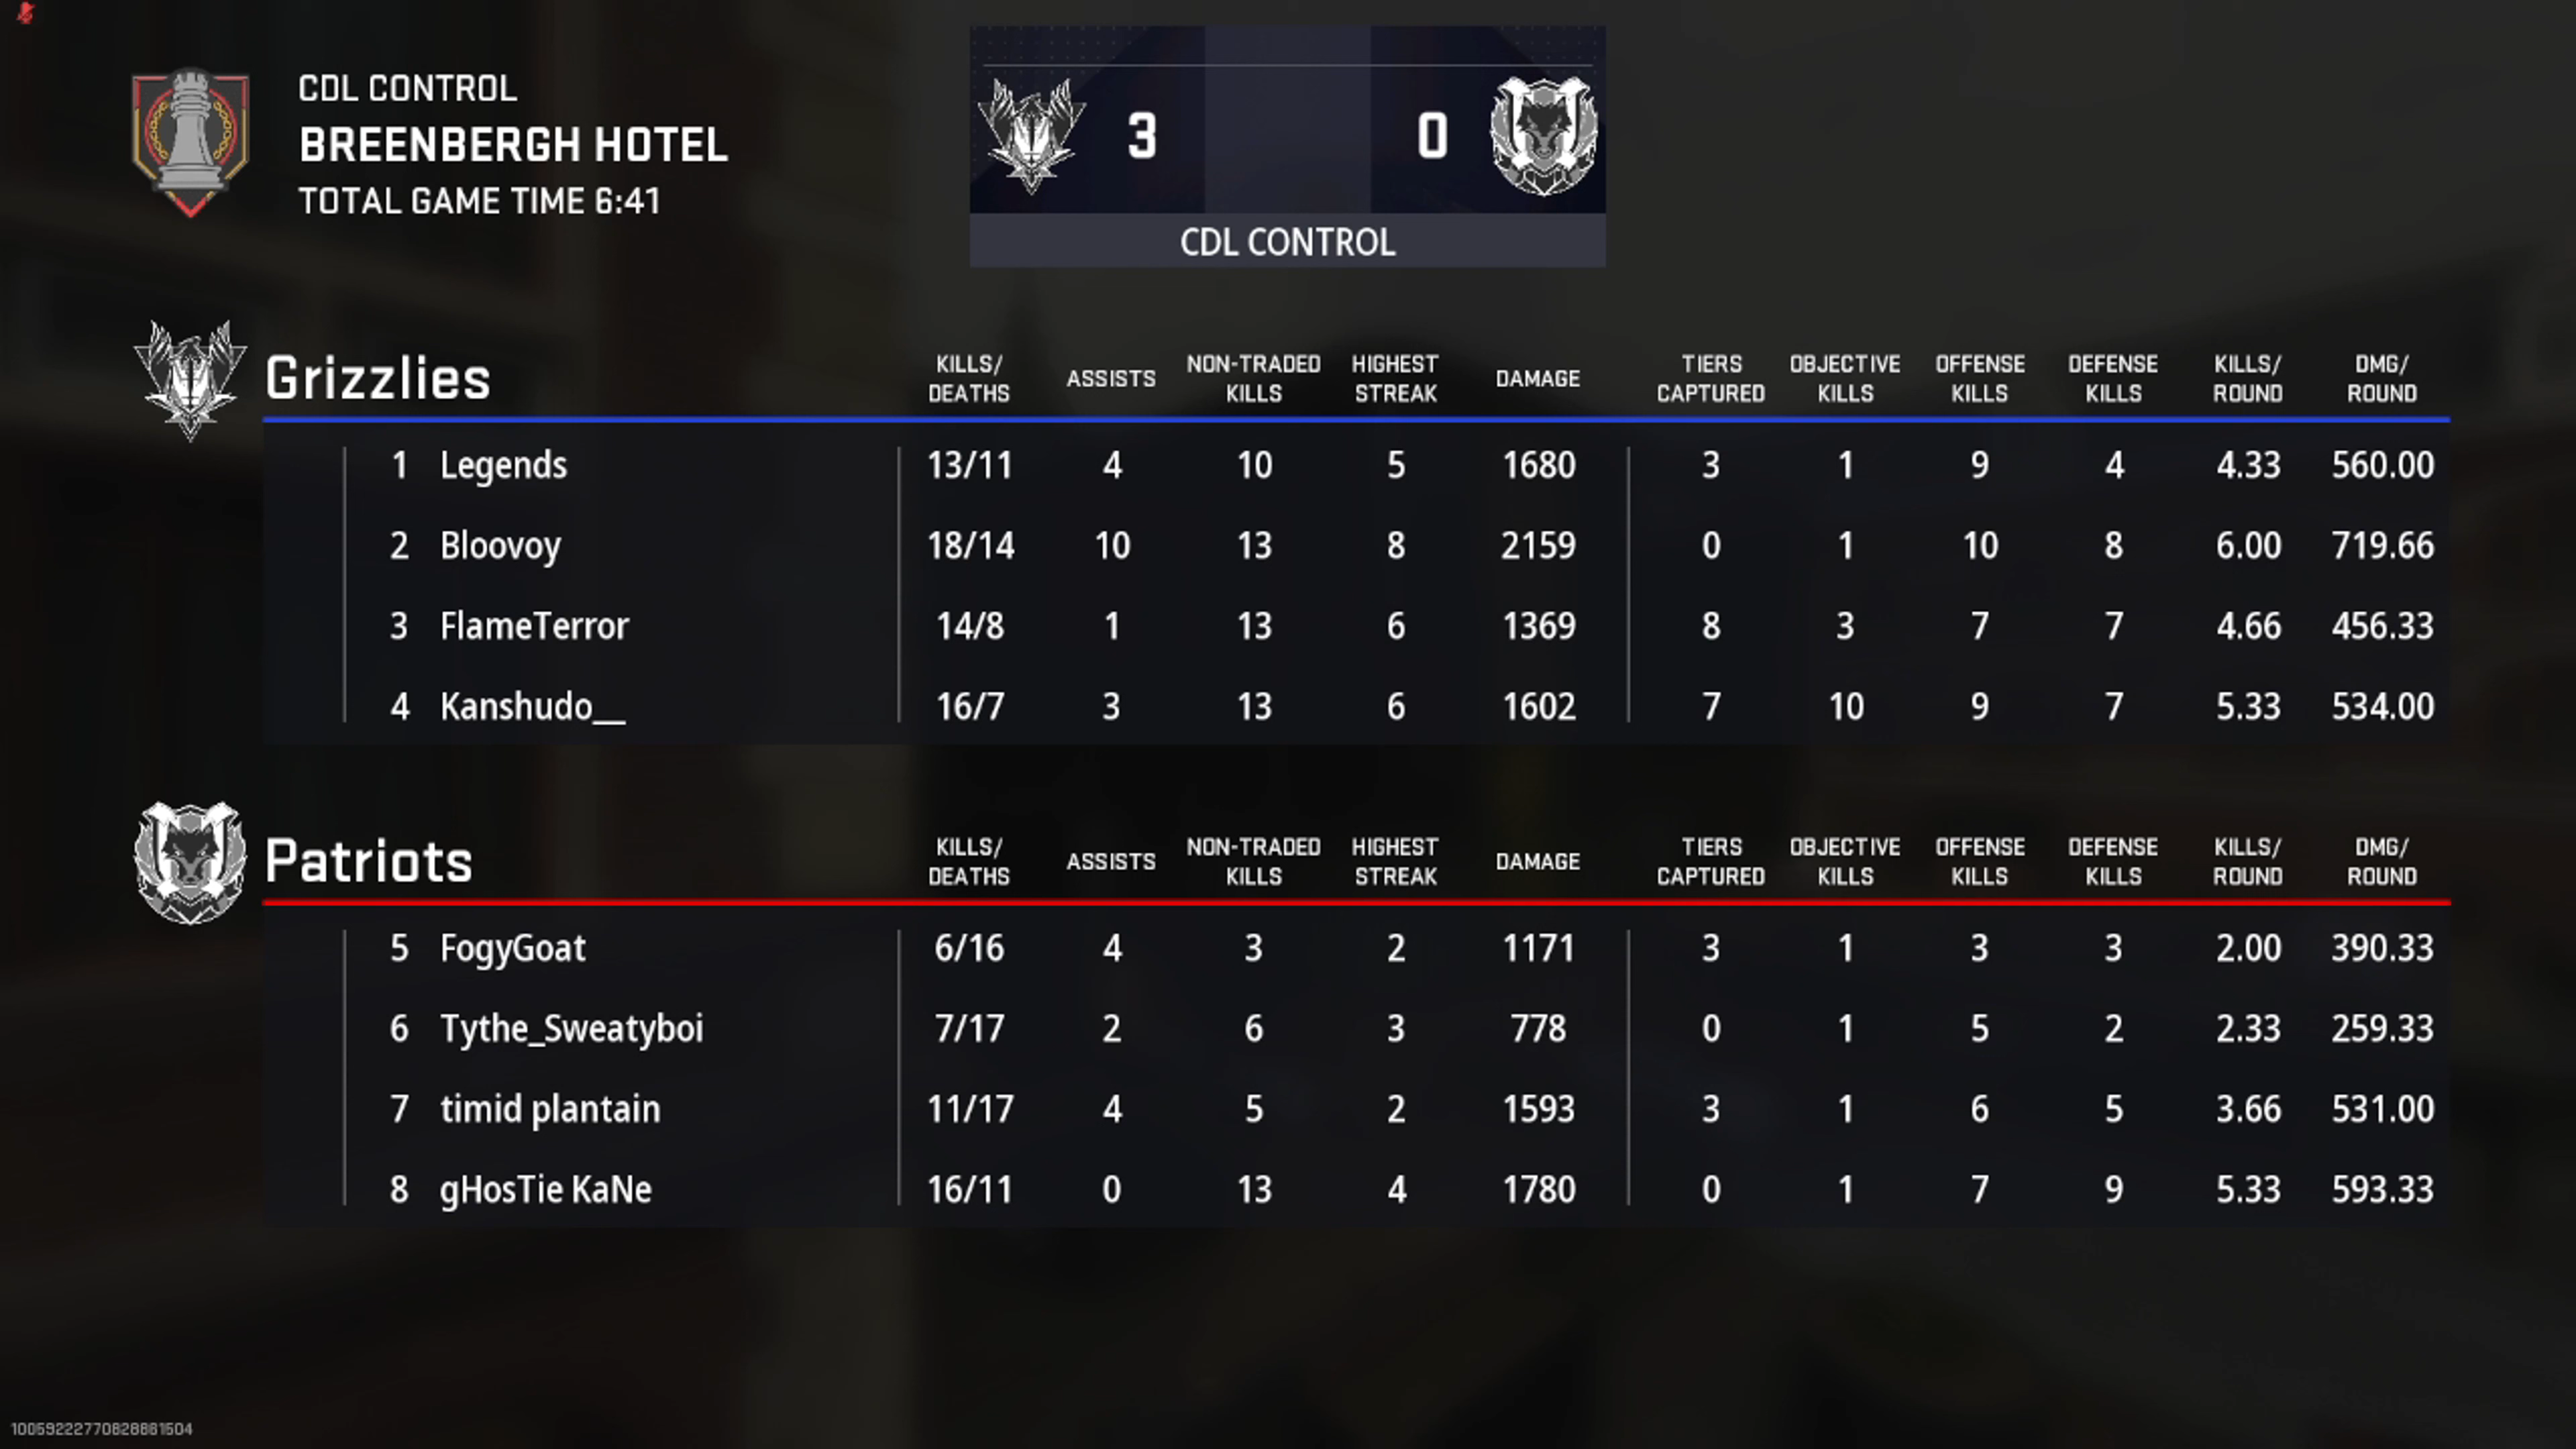 CDL CONTROL
BREENBERGH HOTEL
TOTAL GAME TIME 6:41
3 0
CDL CONTROL
Grizzlies KILLS/ DEATHS ASSISTS NON-TRADED KILLS HIGHEST STREAK DAMAGE TIERS CAPTURED OBJECTIVE KILLS OFFENSE KILLS DEFENSE KILLS KILLS/ ROUND DMG/ ROUND
1 Legends 13/11 4 10 5 1680 3 1 9 4 4.33 560.00
2 Bloovoy 18/14 10 13 8 2159 0 1 10 8 6.00 719.66
3 FlameTerror 14/8 1 13 6 1369 8 3 7 7 4.66 456.33
4 Kanshudo__ 16/7 3 13 6 1602 7 10 9 7 5.33 534.00
Patriots KILLS/ DEATHS ASSISTS NON-TRADED KILLS HIGHEST STREAK DAMAGE TIERS CAPTURED OBJECTIVE KILLS OFFENSE KILLS DEFENSE KILLS KILLS/ ROUND DMG/ ROUND
5 FogyGoat 6/16 4 3 2 1171 3 1 3 3 2.00 390.33
6 Tythe_Sweatyboi 7/17 2 6 3 778 0 1 5 2 2.33 259.33
7 timid plantain 11/17 4 5 2 1593 3 1 6 5 3.66 531.00
8 gHosTie KaNe 16/11 0 13 4 1780 0 1 7 9 5.33 593.33
10059222770828861504